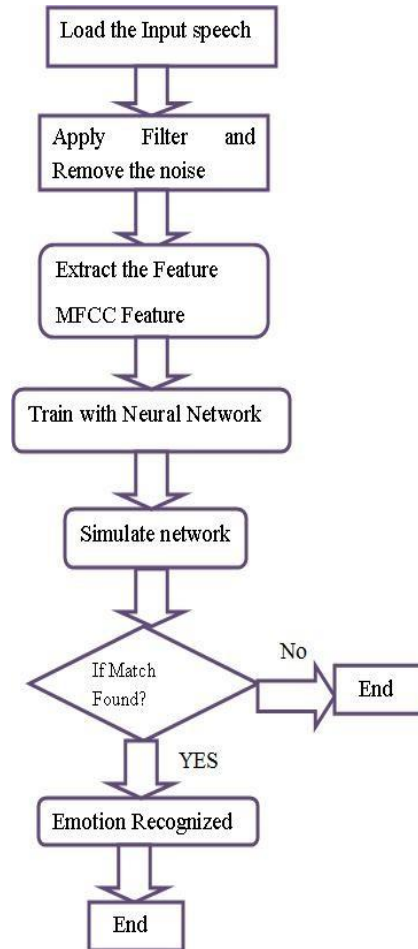 Load the Input speech
Apply Filter and
Remove the noise
Extract the Feature
MFCC Feature
Train with Neural Network
Simulate network
If Match
Found?
No
End
YES
Emotion Recognized
End